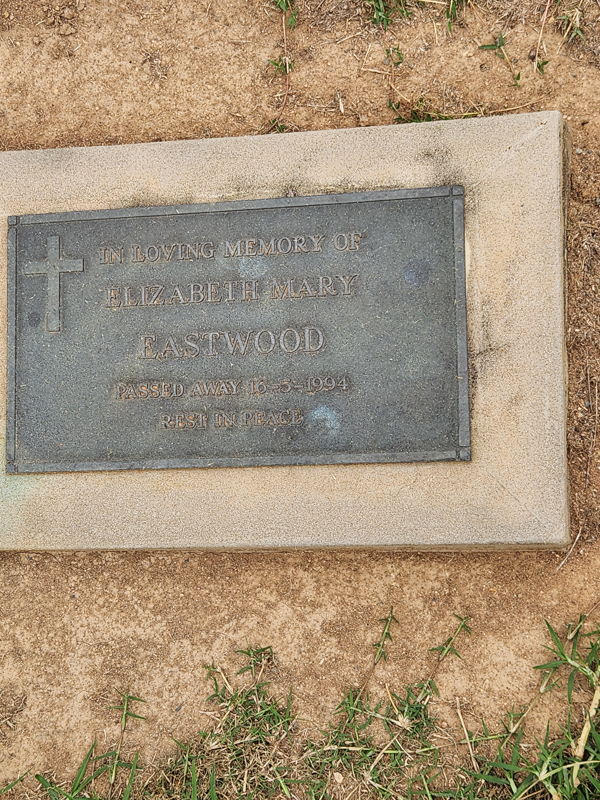 IN LOVING MEMORY OF
ELIZABETH MARY
EASTWOOD
PASSED AWAY 16-5-1994
REST IN PEACE